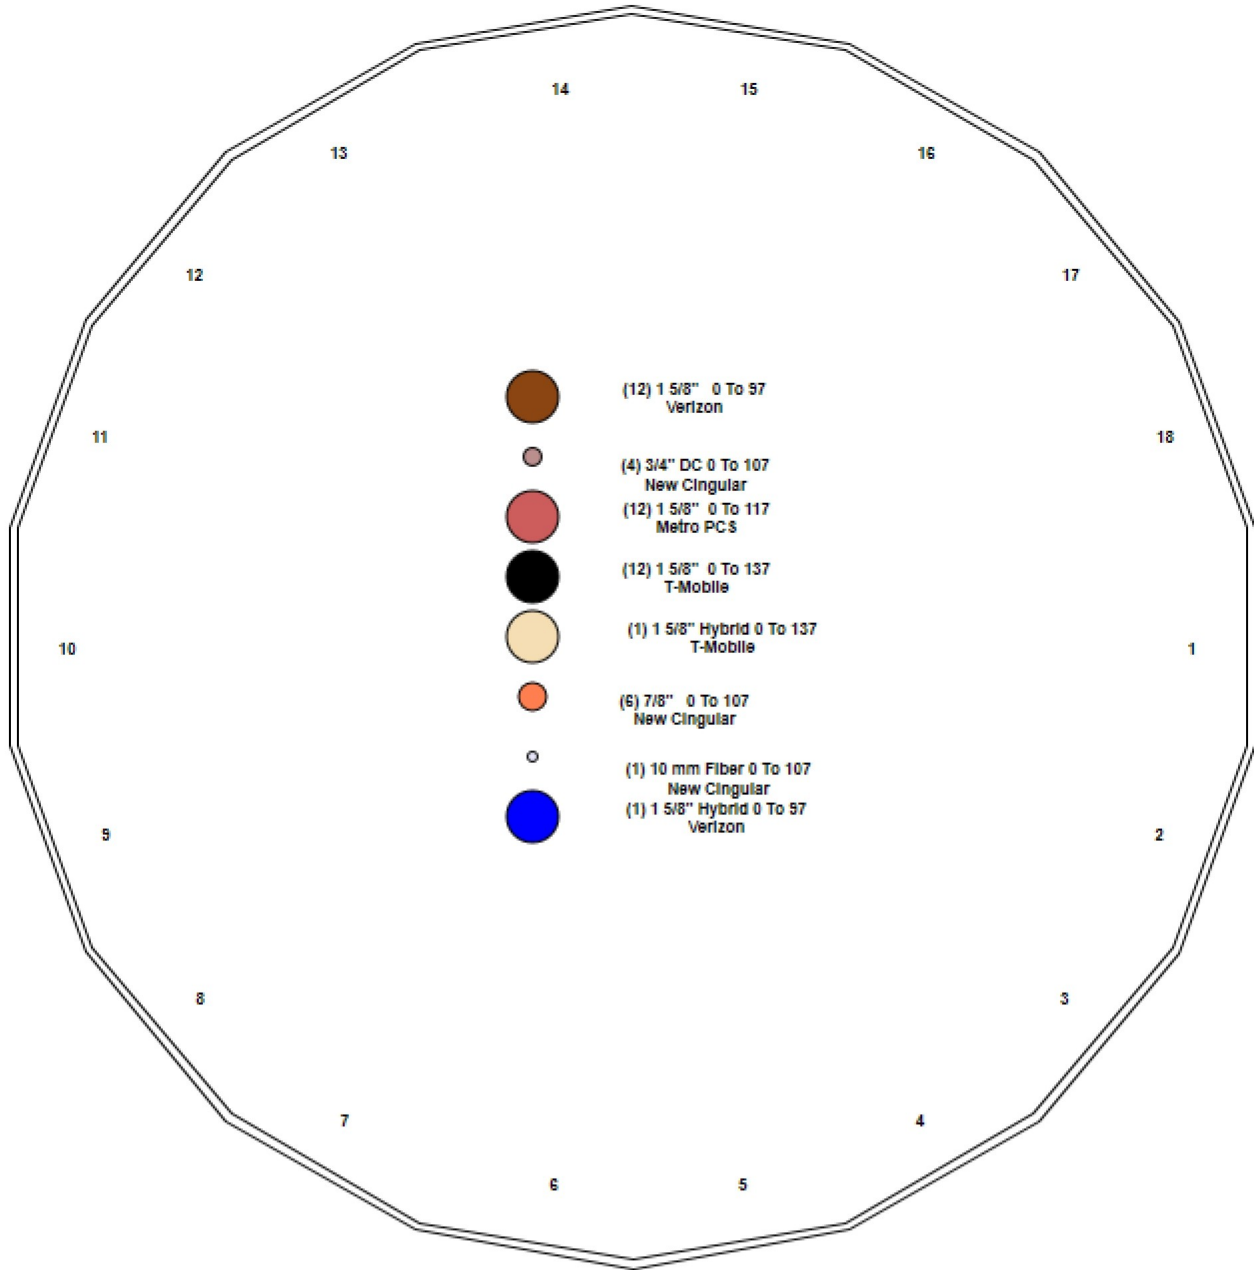 14
15
13
16
12
17
(12) 1 5/8" 0 To 97
Verizon
11
18
(4) 3/4" DC 0 To 107
New Cingular
(12) 1 5/8" 0 To 117
Metro PCS
(12) 1 5/8" 0 To 137
T-Mobile
(1) 1 5/8" Hybrid 0 To 137
T-Mobile
10
1
(6) 7/8" 0 To 107
New Cingular
(1) 10 mm Fiber 0 To 107
New Cingular
(1) 1 5/8" Hybrid 0 To 97
Verizon
9
2
8
3
7
4
6
5